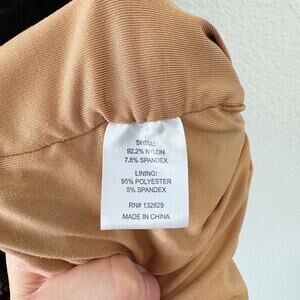 SHELL:
92.2% NYLON
7.8% SPANDEX
LINING:
95% POLYESTER
5% SPANDEX
RN# 132829
MADE IN CHINA